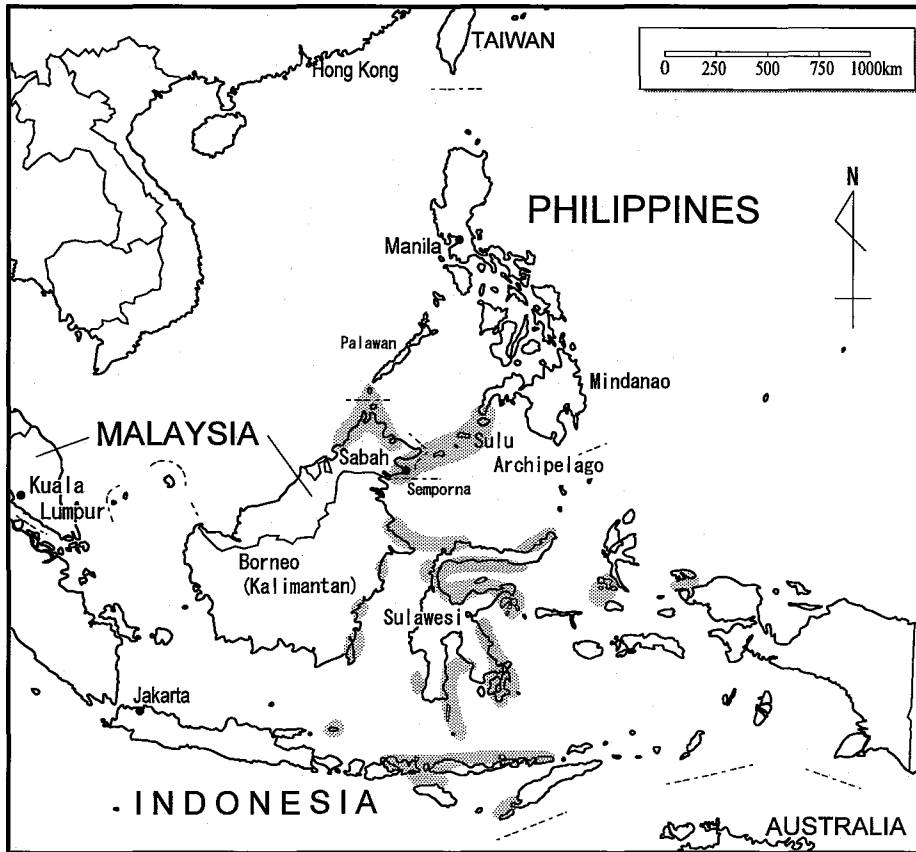 TAIWAN
Hong Kong
0 250 500 750 1000km
N
PHILIPPINES
Manila
Palawan
Mindanao
MALAYSIA
Sulu
Archipelago
Sabah
Kuala
Lumpur
Semporna
Borneo
(Kalimantan)
Sulawesi
Jakarta
INDONESIA
AUSTRALIA